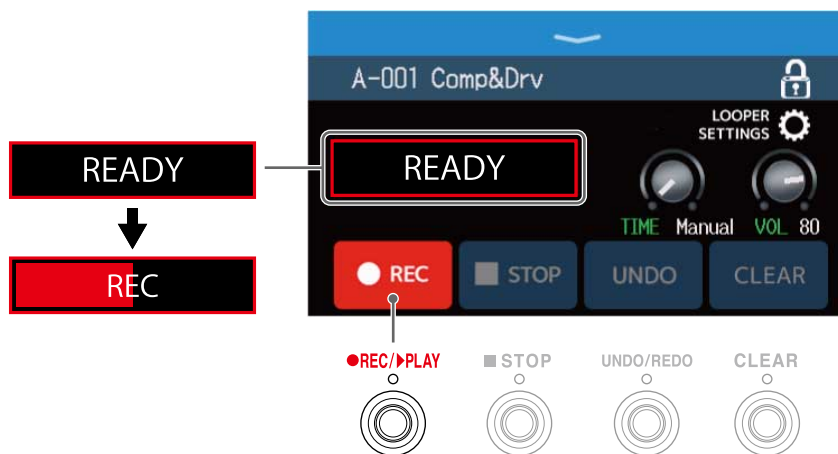 A-001 Comp&Drv
LOOPER
SETTINGS
READY
READY
TIME Manual VOL 80
REC
REC
STOP
UNDO
CLEAR
●REC/▶PLAY
■STOP
UNDO/REDO
CLEAR